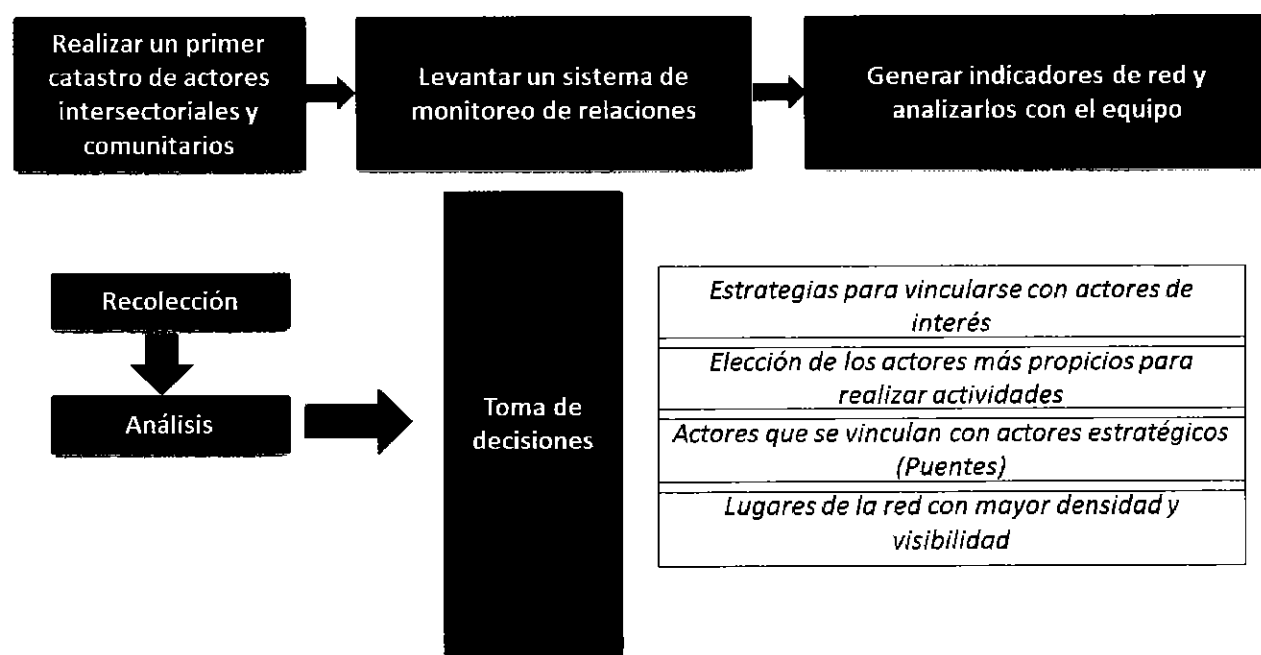 Realizar un primer
catastro de actores
intersectoriales y
comunitarios
Levantar un sistema de
monitoreo de relaciones
Generar indicadores de red y
analizarlos con el equipo
Recolección
Análisis
Toma de
decisiones
Estrategias para vincularse con actores de
interés
Elección de los actores más propicios para
realizar actividades
Actores que se vinculan con actores estratégicos
(Puentes)
Lugares de la red con mayor densidad y
visibilidad